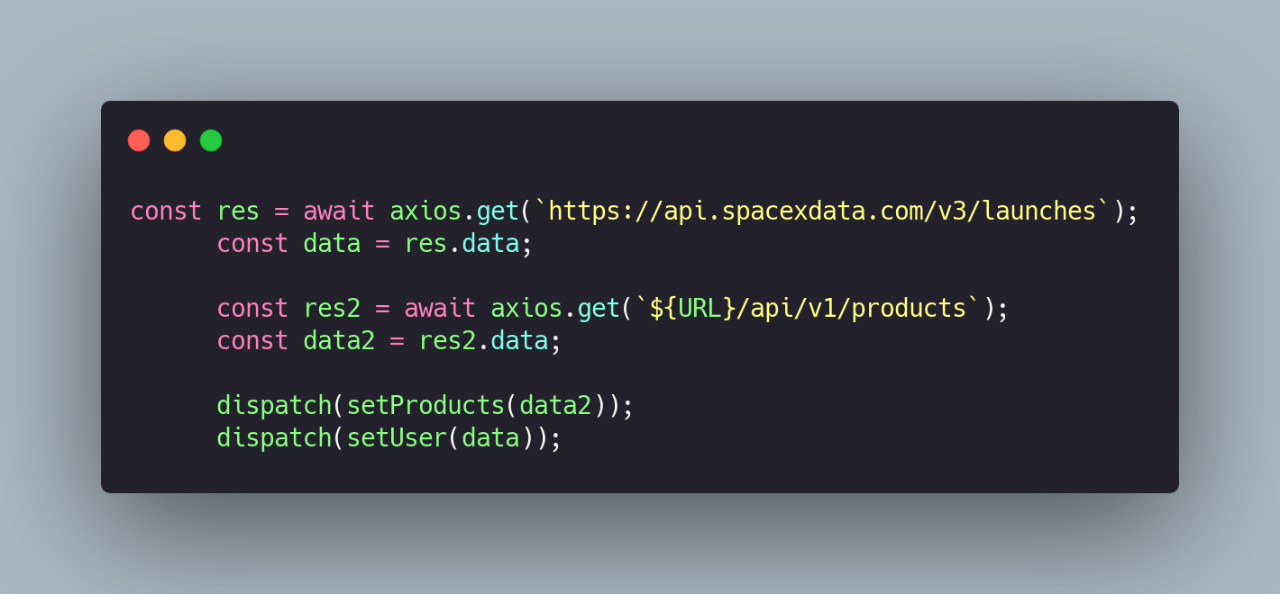 const res = await axios.get(`https://api.spacexdata.com/v3/launches`);
      const data = res.data;

      const res2 = await axios.get(`${URL}/api/v1/products`);
      const data2 = res2.data;

      dispatch(setProducts(data2));
      dispatch(setUser(data));